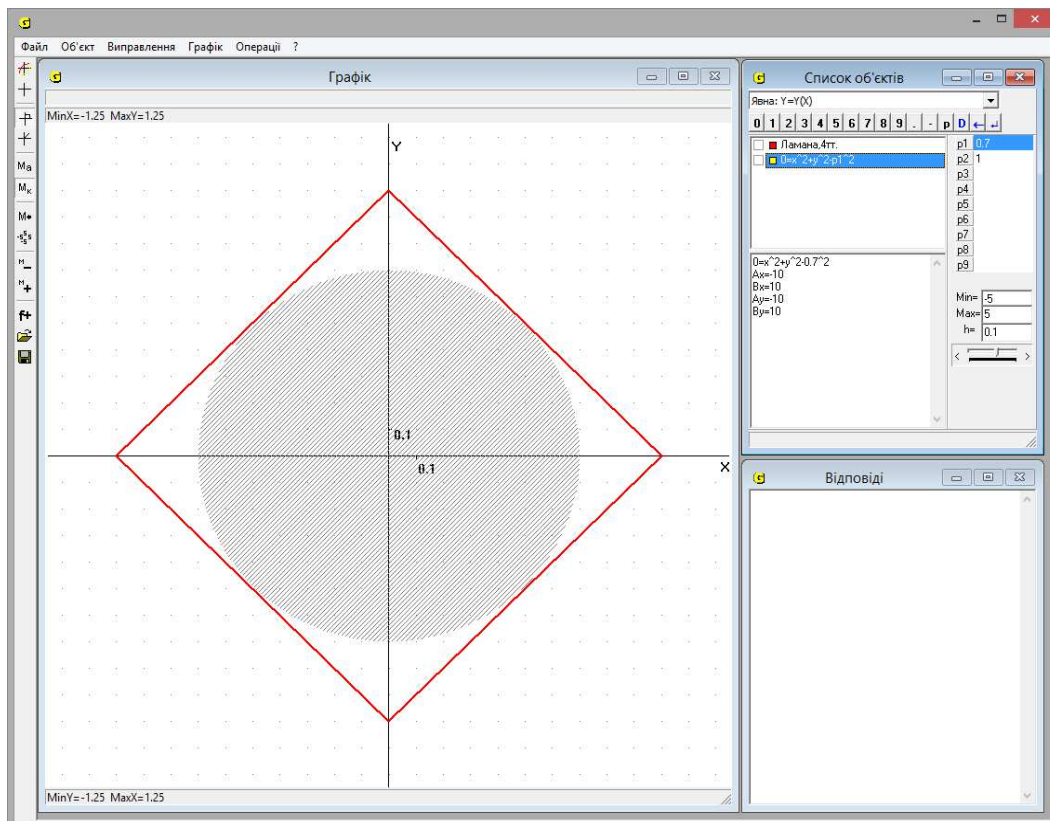 Файл Об'єкт Виправлення Графік Операції ?
Графік
MinX=-1.25 MaxY=1.25
Y
0.1
0.1
X
MinY=-1.25 MaxX=1.25
Ma
Mк
M
s s s s
M
M
f+
Список об'єктів
Явна: Y=Y(X)
0 1 2 3 4 5 6 7 8 9 . - p D ← ↲
Ламана,4тт.
0=x^2+y^2-p1^2
p1 0.7
p2 1
p3
p4
p5
p6
p7
p8
p9
0=x^2+y^2-0.7^2
Ax=-10
Bx=10
Ay=-10
By=10
Min= -5
Max= 5
h= 0.1
< >
Відповіді